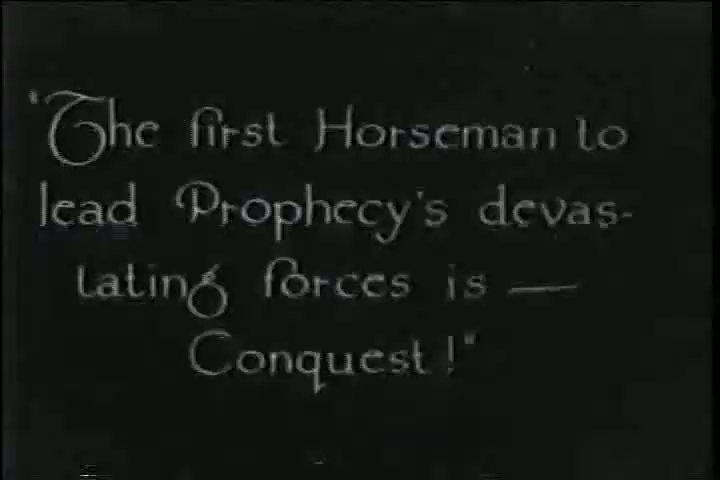 "The first Horseman to
lead Prophecy's devas-
tating forces is —
Conquest!"